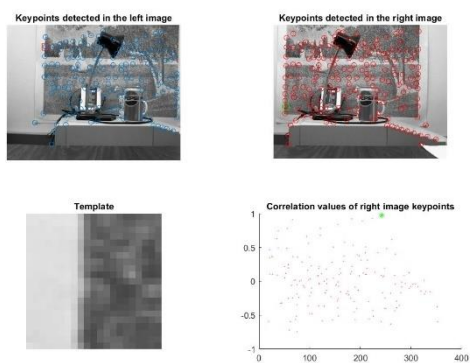 Keypoints detected in the left image
Keypoints detected in the right image
Template
Correlation values of right image keypoints
1
0.5
0
-0.5
-1
0 100 200 300 400